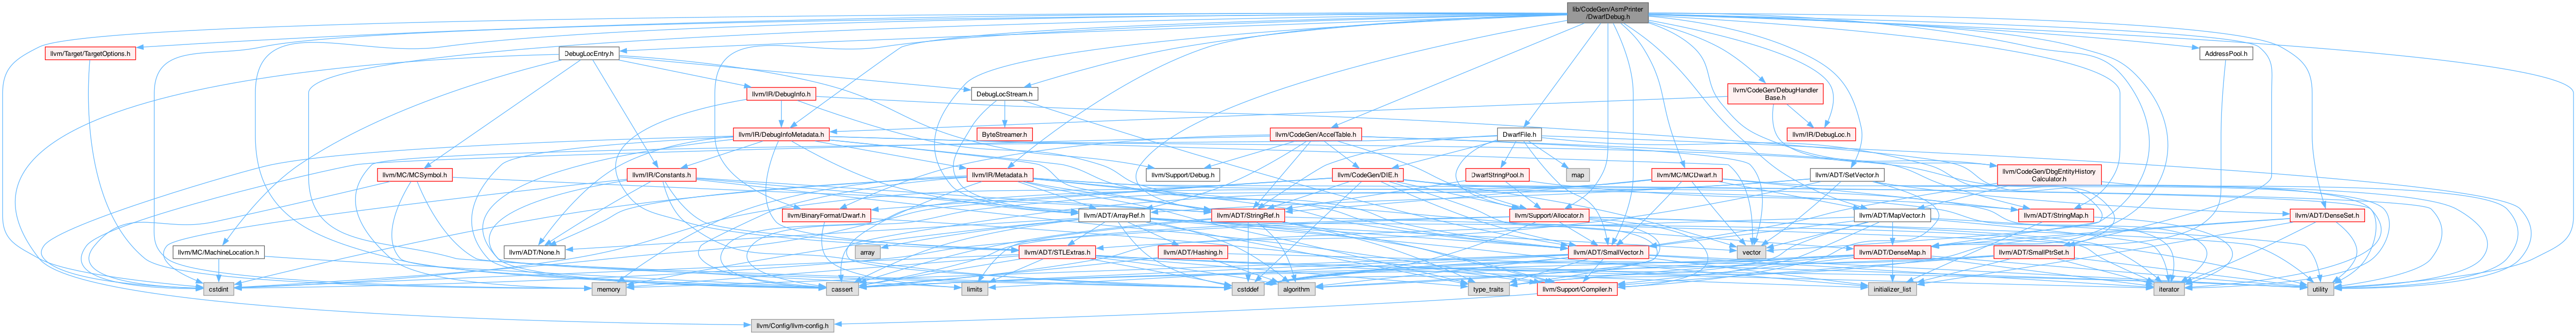 lib/CodeGen/AsmPrinter
/DwarfDebug.h
llvm/Target/TargetOptions.h
DebugLocEntry.h
AddressPool.h
llvm/IR/DebugInfo.h
DebugLocStream.h
llvm/CodeGen/DebugHandler
Base.h
llvm/IR/DebugInfoMetadata.h
ByteStreamer.h
llvm/CodeGen/AccelTable.h
DwarfFile.h
llvm/IR/DebugLoc.h
llvm/MC/MCSymbol.h
llvm/IR/Constants.h
llvm/IR/Metadata.h
llvm/Support/Debug.h
llvm/CodeGen/DIE.h
DwarfStringPool.h
map
llvm/MC/MCDwarf.h
llvm/ADT/SetVector.h
llvm/CodeGen/DbgEntityHistory
Calculator.h
llvm/BinaryFormat/Dwarf.h
llvm/ADT/ArrayRef.h
llvm/ADT/StringRef.h
llvm/Support/Allocator.h
llvm/ADT/MapVector.h
llvm/ADT/StringMap.h
llvm/ADT/DenseSet.h
llvm/MC/MachineLocation.h
llvm/ADT/None.h
array
llvm/ADT/STLExtras.h
llvm/ADT/Hashing.h
llvm/ADT/SmallVector.h
vector
llvm/ADT/DenseMap.h
llvm/ADT/SmallPtrSet.h
cstdint
memory
cassert
limits
cstddef
algorithm
type_traits
llvm/Support/Compiler.h
initializer_list
iterator
utility
llvm/Config/llvm-config.h